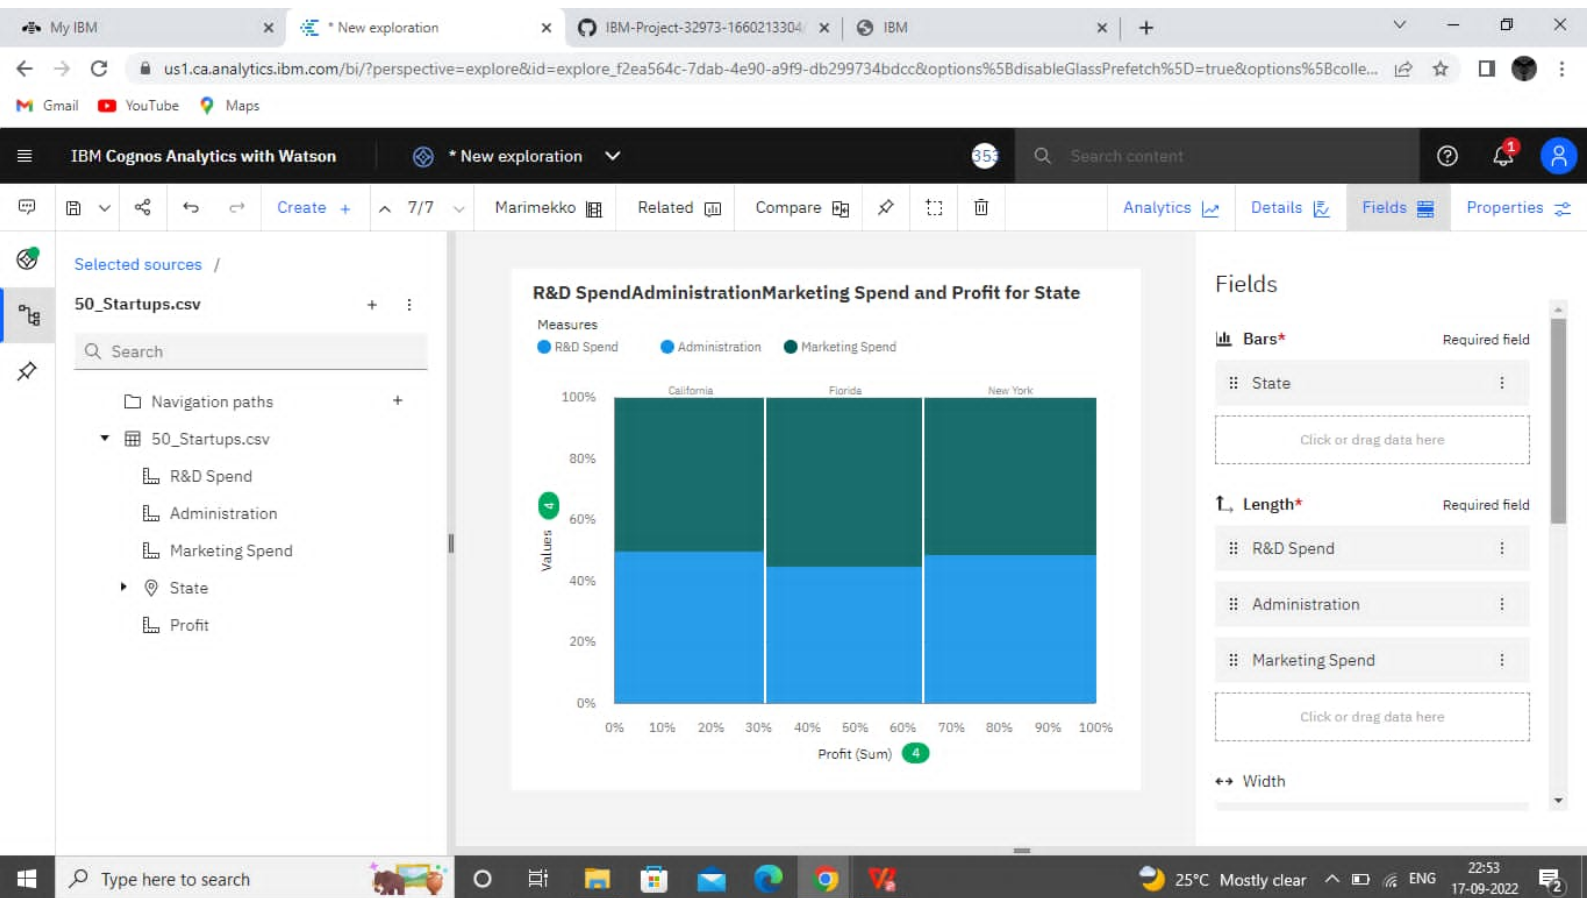 My IBM
* New exploration
IBM-Project-32973-1660213304
IBM
us1.ca.analytics.ibm.com/bi/?perspective=explore&id=explore_f2ea564c-7dab-4e90-a9f9-db299734bdcc&options%5BdisableGlassPrefetch%5D=true&options%5Bcolle...
Gmail
YouTube
Maps
IBM Cognos Analytics with Watson
* New exploration
353
Search content
1
Create +
7/7
Marimekko
Related
Compare
Analytics
Details
Fields
Properties
Selected sources /
50_Startups.csv
Search
Navigation paths
50_Startups.csv
R&D Spend
Administration
Marketing Spend
State
Profit
R&D SpendAdministrationMarketing Spend and Profit for State
Measures
R&D Spend
Administration
Marketing Spend
California
Florida
New York
100%
80%
60%
40%
20%
0%
Values
4
0% 10% 20% 30% 40% 50% 60% 70% 80% 90% 100%
Profit (Sum) 4
Fields
Bars*
Required field
State
Click or drag data here
Length*
Required field
R&D Spend
Administration
Marketing Spend
Click or drag data here
Width
Type here to search
25°C Mostly clear
ENG
22:53
17-09-2022
2